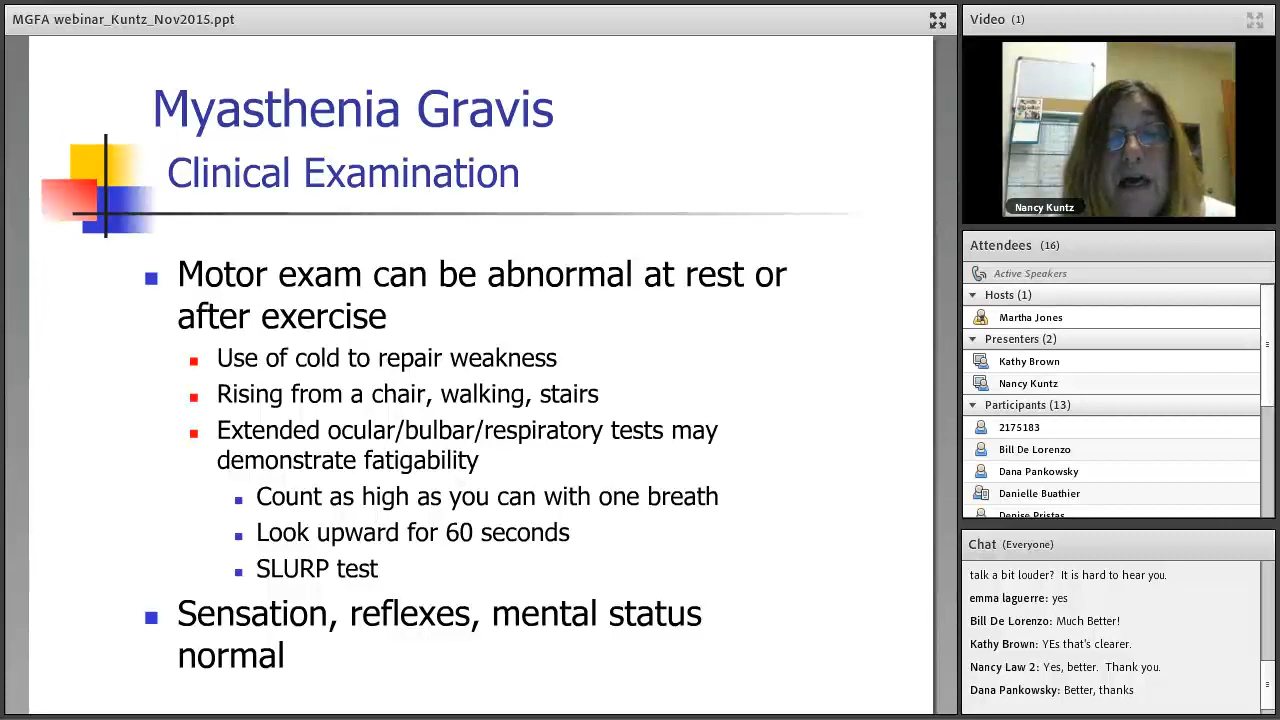 MGFA webinar_Kuntz_Nov2015.ppt
Myasthenia Gravis
Clinical Examination
Motor exam can be abnormal at rest or
after exercise
Use of cold to repair weakness
Rising from a chair, walking, stairs
Extended ocular/bulbar/respiratory tests may
demonstrate fatigability
Count as high as you can with one breath
Look upward for 60 seconds
SLURP test
Sensation, reflexes, mental status
normal
Video (1)
Nancy Kuntz
Attendees (16)
Active Speakers
Hosts (1)
Martha Jones
Presenters (2)
Kathy Brown
Nancy Kuntz
Participants (13)
2175183
Bill De Lorenzo
Dana Pankowsky
Danielle Buathier
Denise Pristas
Chat (Everyone)
talk a bit louder? It is hard to hear you.
emma laguerre: yes
Bill De Lorenzo: Much Better!
Kathy Brown: YEs that's clearer.
Nancy Law 2: Yes, better. Thank you.
Dana Pankowsky: Better, thanks